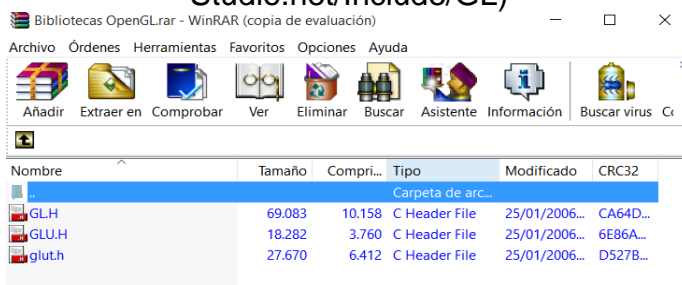 Studio.net/Include/GL)
Bibliotecas OpenGL.rar - WinRAR (copia de evaluación)
Archivo Órdenes Herramientas Favoritos Opciones Ayuda
Añadir Extraer en Comprobar Ver Eliminar Buscar Asistente Información Buscar virus
Nombre Tamaño Compri... Tipo Modificado CRC32
.. Carpeta de arc...
GL.H 69.083 10.158 C Header File 25/01/2006... CA64D...
GLU.H 18.282 3.760 C Header File 25/01/2006... 6E86A...
glut.h 27.670 6.412 C Header File 25/01/2006... D527B...